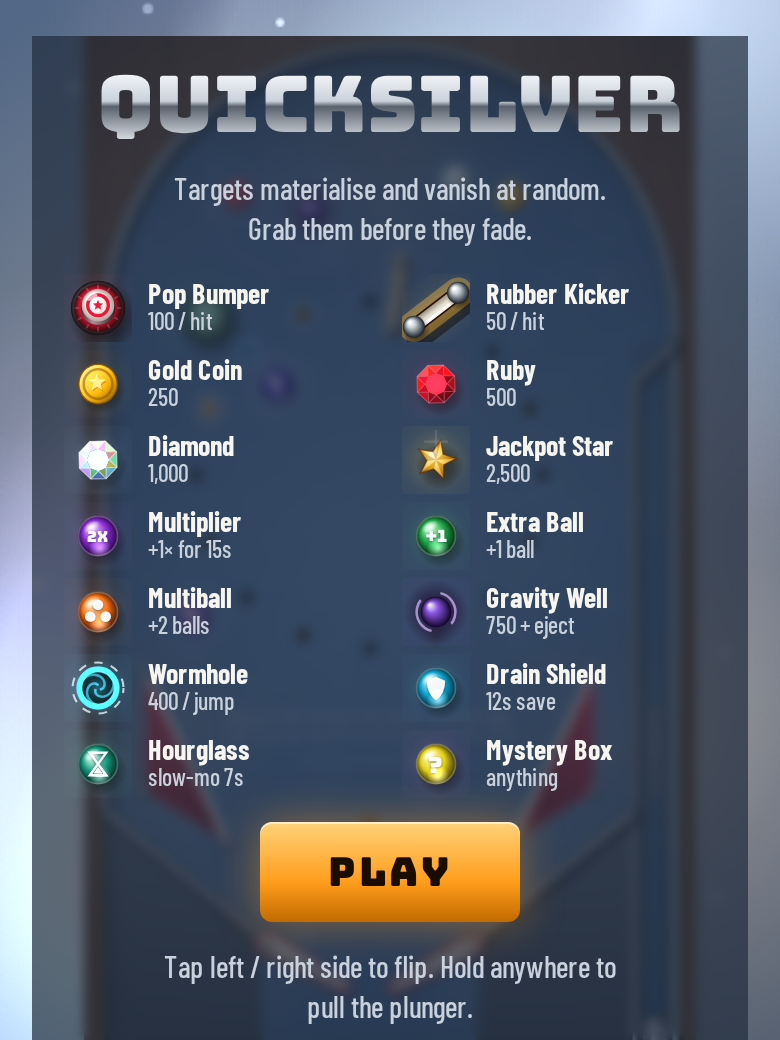 QUICKSILVER
Targets materialise and vanish at random.
Grab them before they fade.
Pop Bumper
100 / hit
Rubber Kicker
50 / hit
Gold Coin
250
Ruby
500
Diamond
1,000
Jackpot Star
2,500
2X
Multiplier
+1× for 15s
+1
Extra Ball
+1 ball
Multiball
+2 balls
Gravity Well
750 + eject
Wormhole
400 / jump
Drain Shield
12s save
Hourglass
slow-mo 7s
?
Mystery Box
anything
PLAY
Tap left / right side to flip. Hold anywhere to
pull the plunger.